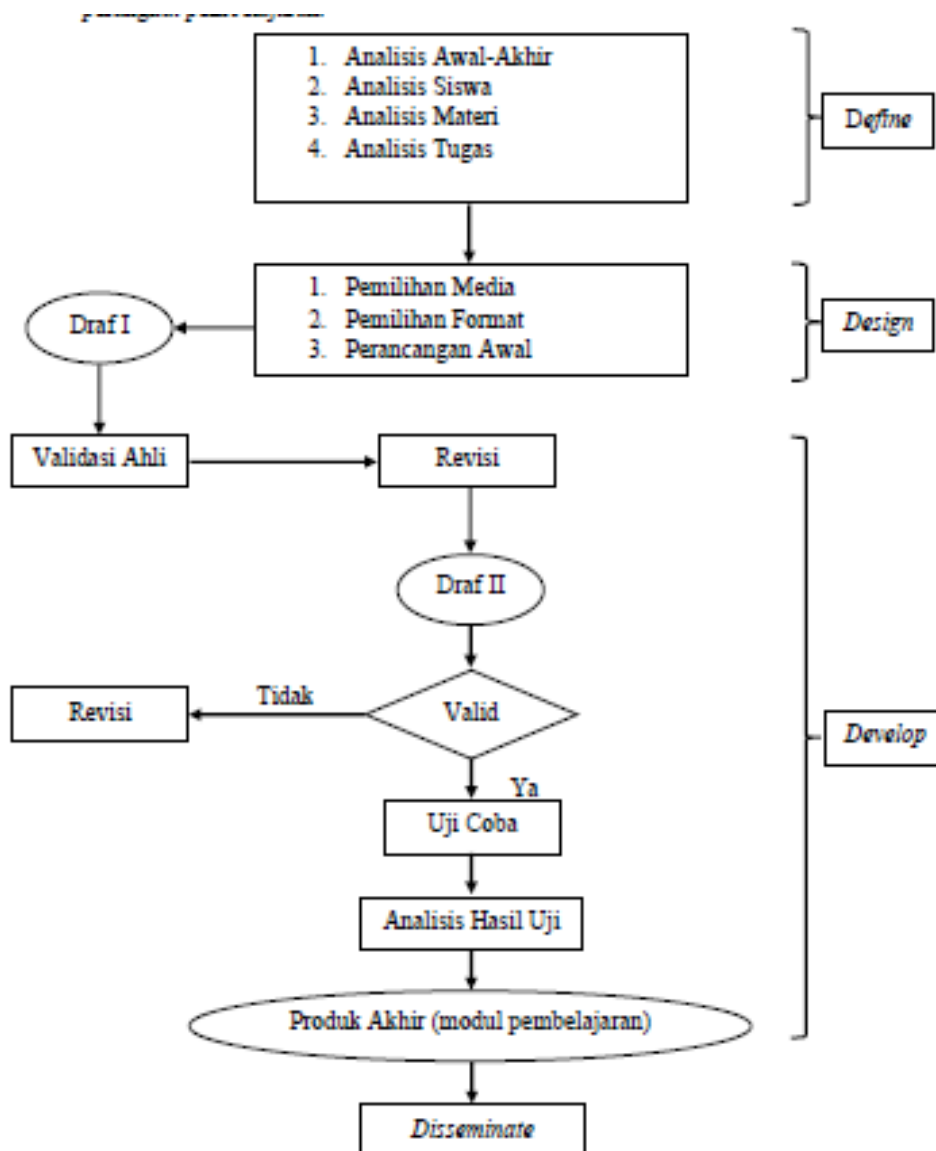 1. Analisis Awal-Akhir
2. Analisis Siswa
3. Analisis Materi
4. Analisis Tugas
Define
1. Pemilihan Media
2. Pemilihan Format
3. Perancangan Awal
Draf I
Design
Validasi Ahli
Revisi
Draf II
Tidak
Revisi
Valid
Develop
Ya
Uji Coba
Analisis Hasil Uji
Produk Akhir (modul pembelajaran)
Disseminate